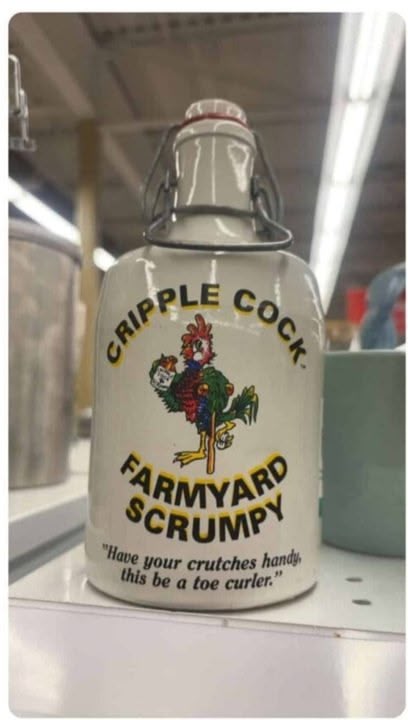 CRIPPLE COCK
FARMYARD
SCRUMPY
"Have your crutches handy,
this be a toe curler."